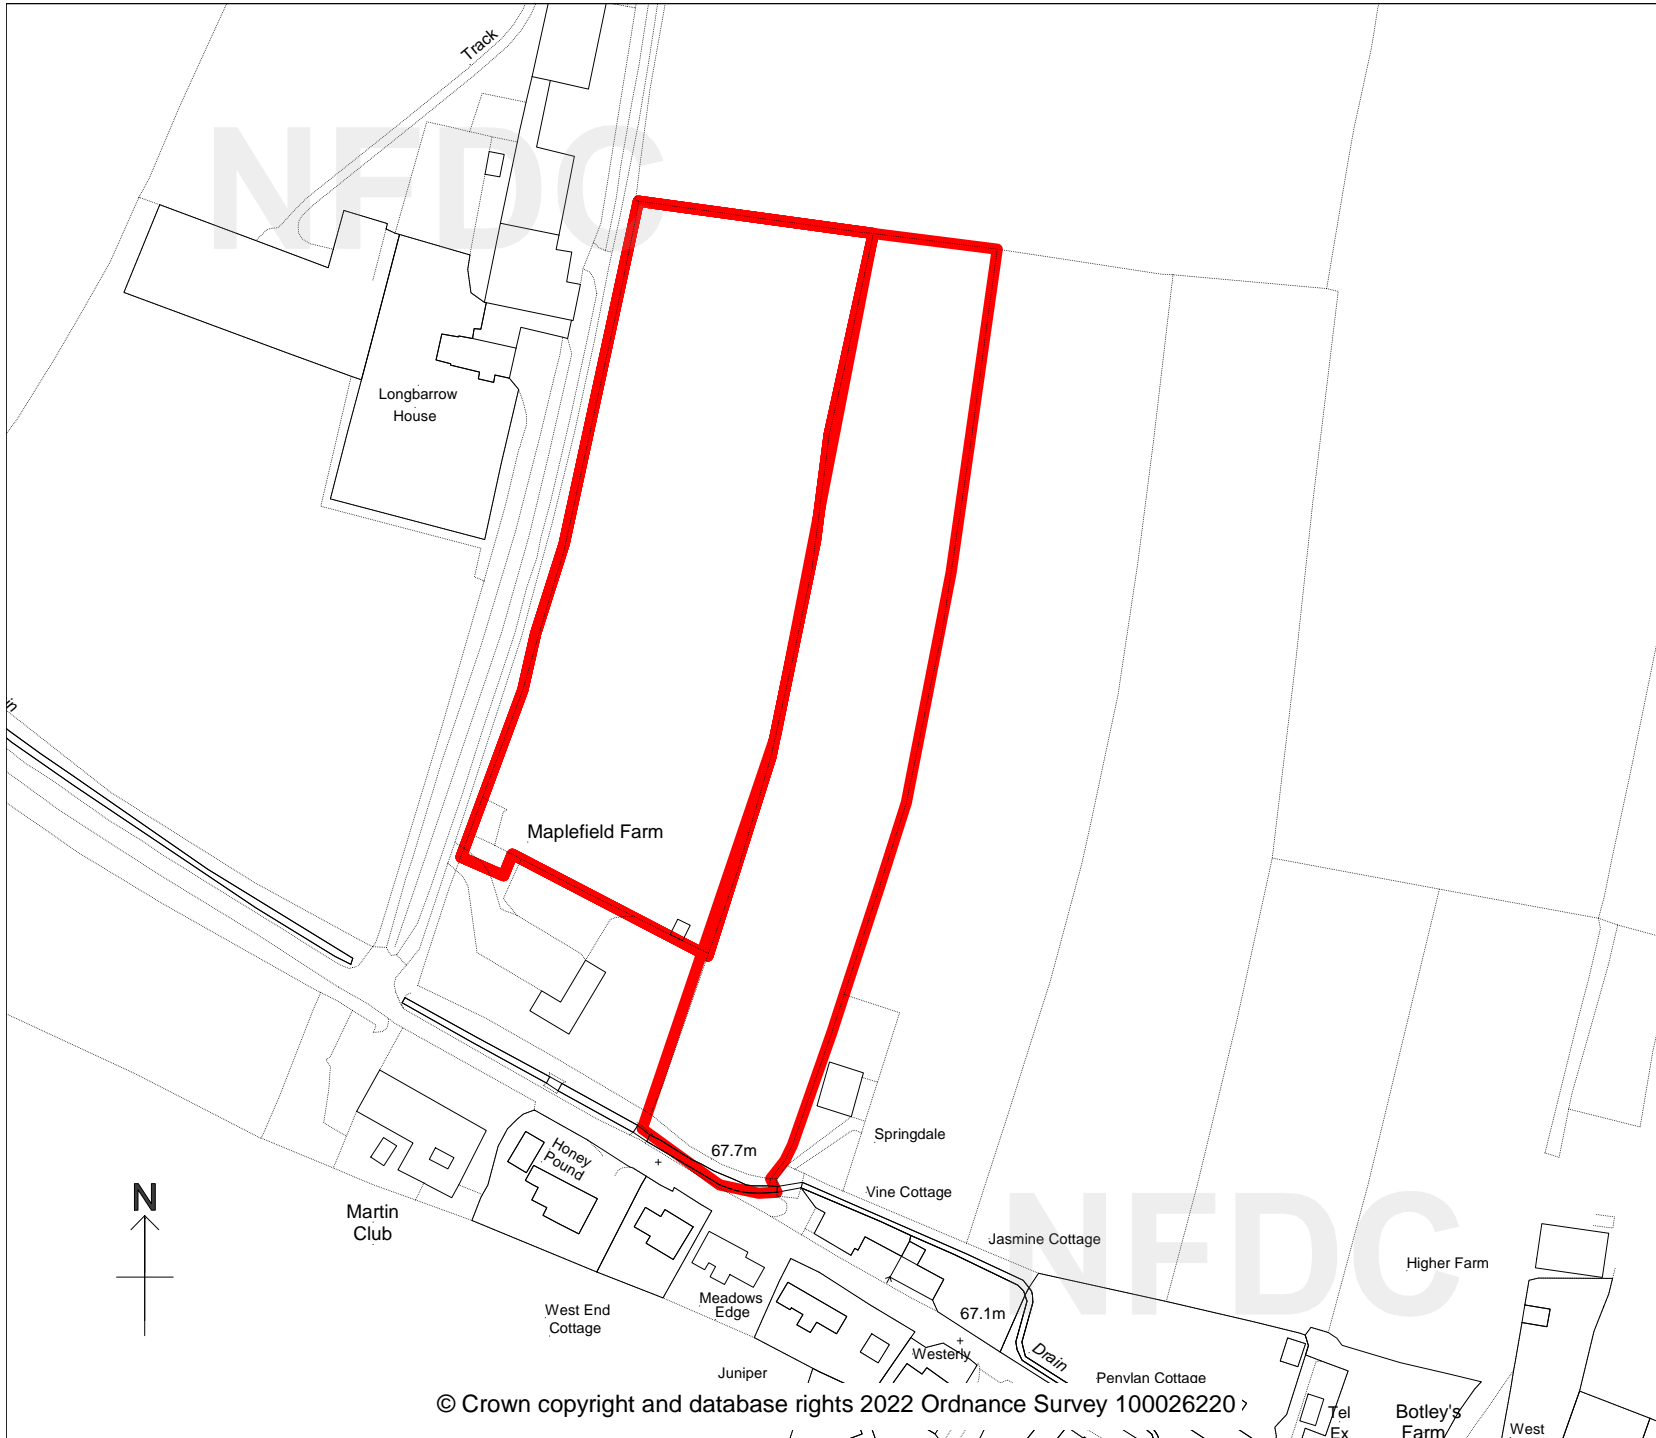 Track
NFDC
Longbarrow
House
in
Maplefield Farm
67.7m
Springdale
Honey
Pound
Vine Cottage
N
Martin
Club
Jasmine Cottage
NFDC
Higher Farm
Meadows
Edge
West End
Cottage
67.1m
Westerly
Drain
Juniper
Penvlan Cottage
© Crown copyright and database rights 2022 Ordnance Survey 100026220
Tel
Ex
Botley's
Farm
West